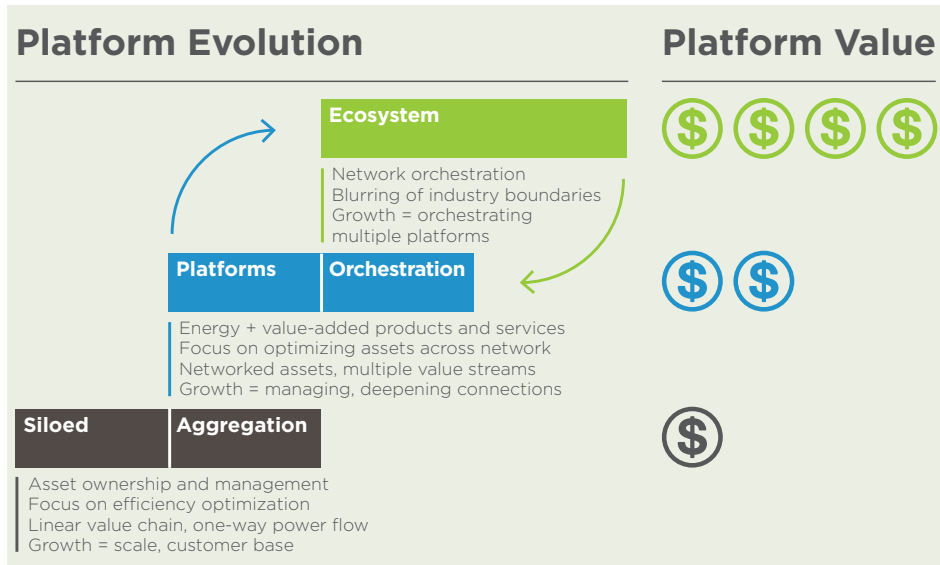 Platform Evolution
Platform Value
Ecosystem
$ $ $ $
Network orchestration
Blurring of industry boundaries
Growth = orchestrating
multiple platforms
Platforms
Orchestration
$ $
Energy + value-added products and services
Focus on optimizing assets across network
Networked assets, multiple value streams
Growth = managing, deepening connections
Siloed
Aggregation
$
Asset ownership and management
Focus on efficiency optimization
Linear value chain, one-way power flow
Growth = scale, customer base